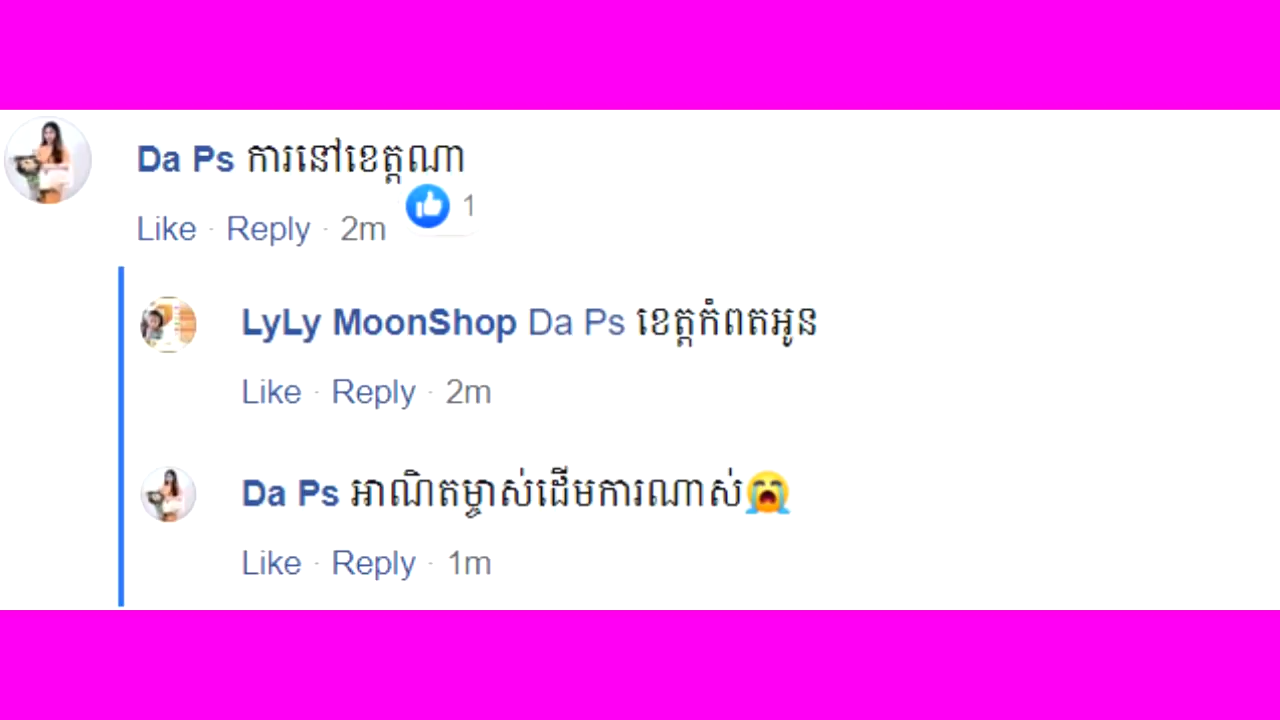 Da Ps ការនៅខេត្តណា
Like · Reply · 2m 1
LyLy MoonShop Da Ps ខេត្តកំពតអូន
Like · Reply · 2m
Da Ps អាណិតម្ចាស់ដើមការណាស់😭
Like · Reply · 1m